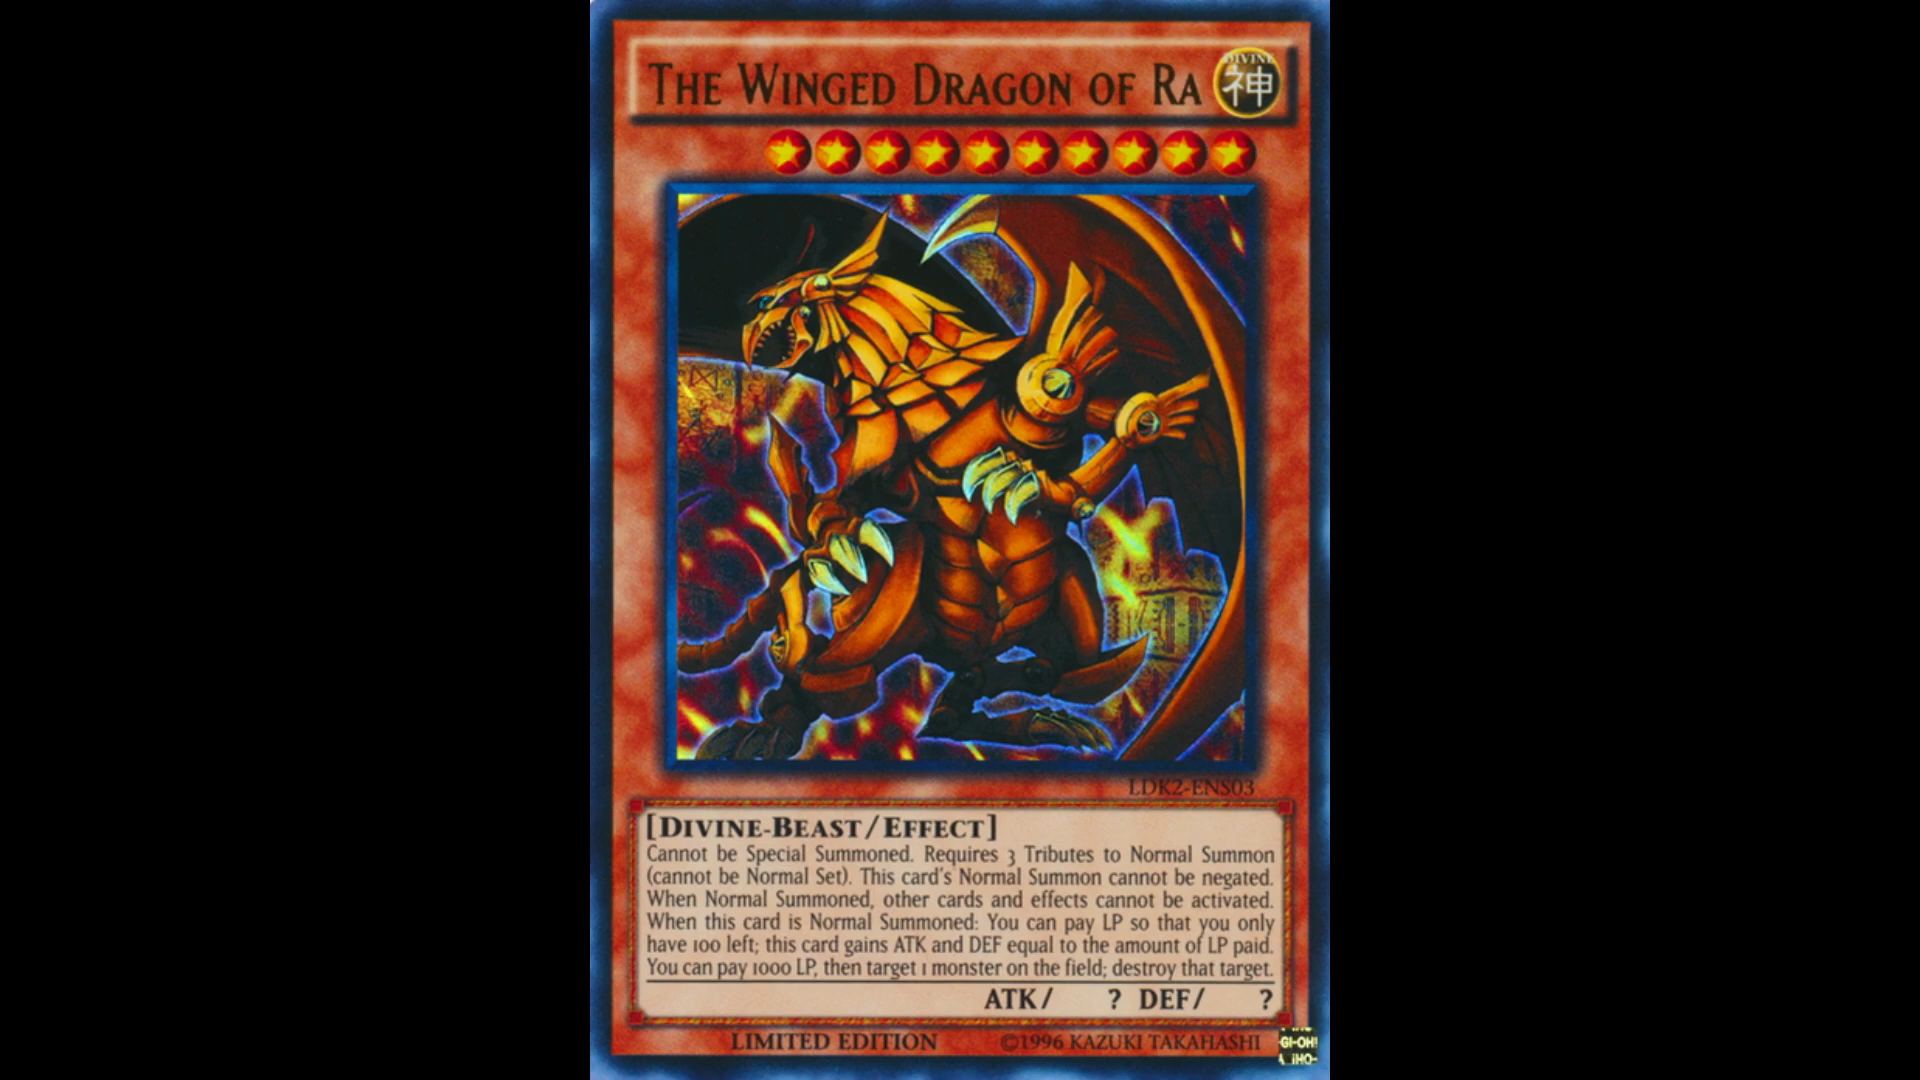 THE WINGED DRAGON OF RA
DIVINE
神
LDK2-ENS03
[DIVINE-BEAST/EFFECT]
Cannot be Special Summoned. Requires 3 Tributes to Normal Summon
(cannot be Normal Set). This card's Normal Summon cannot be negated.
When Normal Summoned, other cards and effects cannot be activated.
When this card is Normal Summoned: You can pay LP so that you only
have 100 left; this card gains ATK and DEF equal to the amount of LP paid.
You can pay 1000 LP, then target 1 monster on the field; destroy that target.
ATK/ ? DEF/ ?
LIMITED EDITION ©1996 KAZUKI TAKAHASHI
GI-OH!